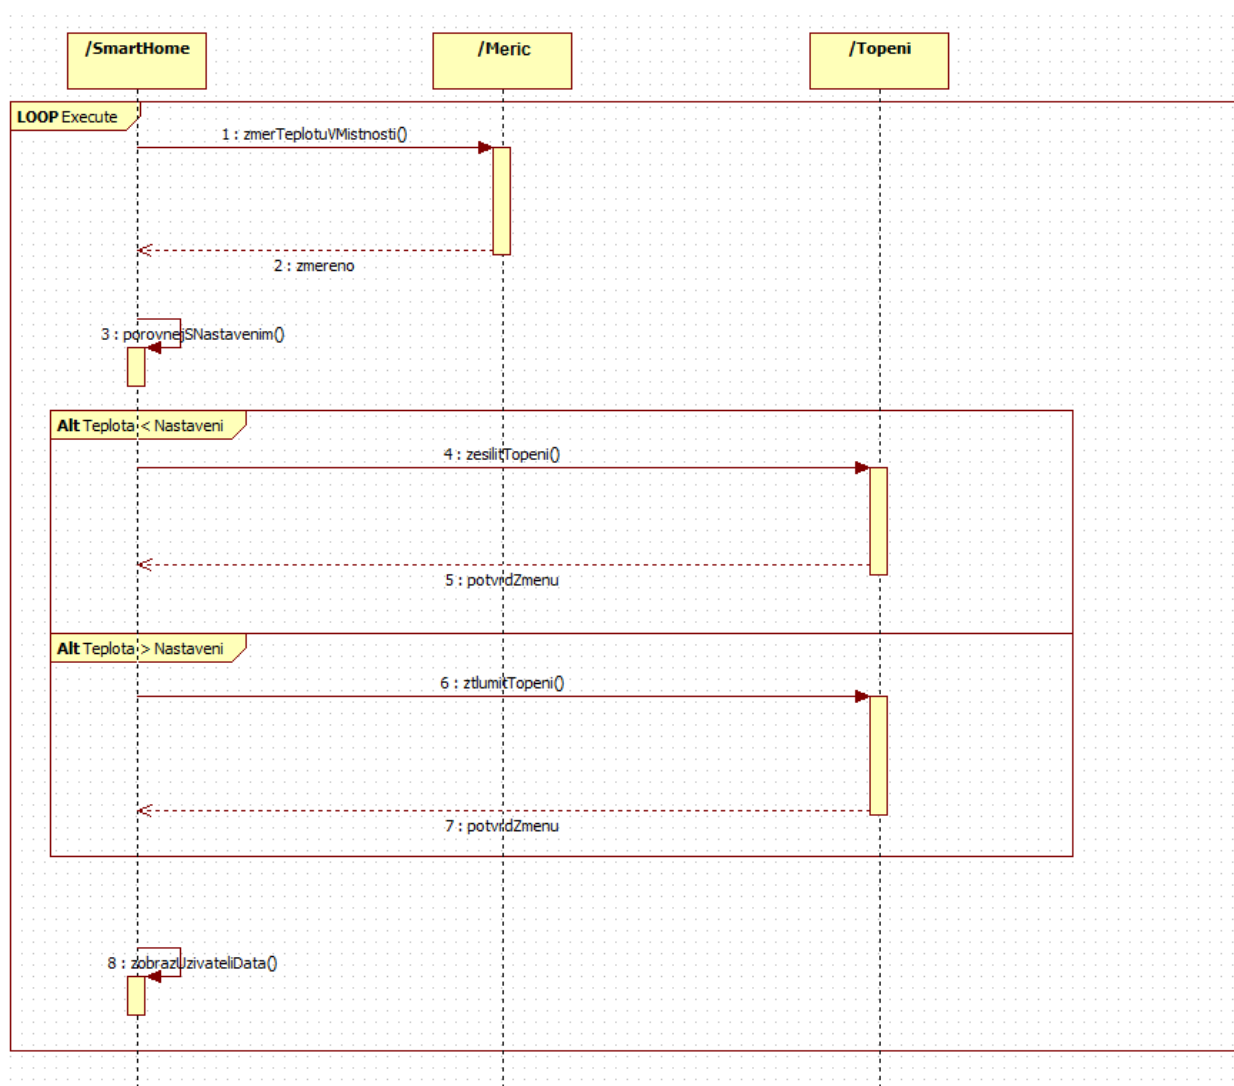 /SmartHome
/Meric
/Topeni
LOOP Execute
1 : zmerTeplotuVMistnosti()
2 : zmereno
3 : porovnejSNastavenim()
Alt Teplota < Nastaveni
4 : zesilitTopeni()
5 : potvrdZmenu
Alt Teplota > Nastaveni
6 : ztlumitTopeni()
7 : potvrdZmenu
8 : zobrazUzivateliData()